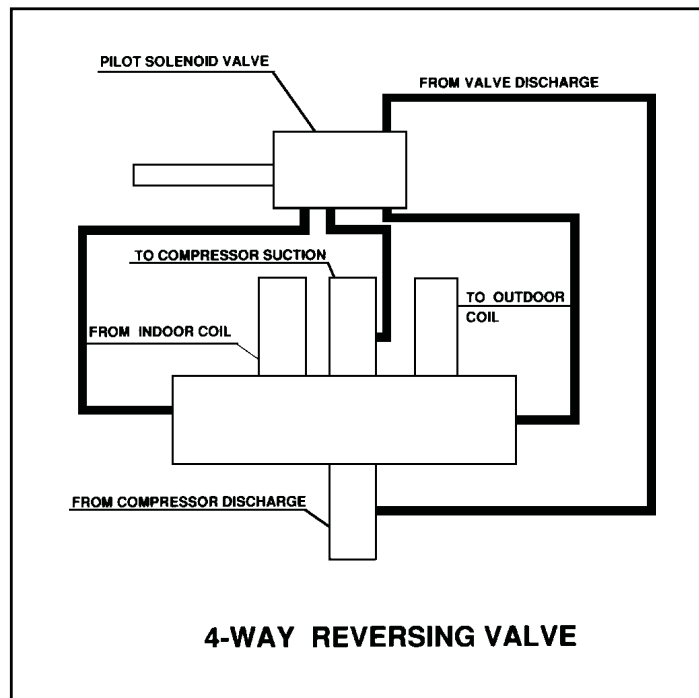 PILOT SOLENOID VALVE
FROM VALVE DISCHARGE
TO COMPRESSOR SUCTION
TO OUTDOOR
COIL
FROM INDOOR COIL
FROM COMPRESSOR DISCHARGE
4-WAY REVERSING VALVE